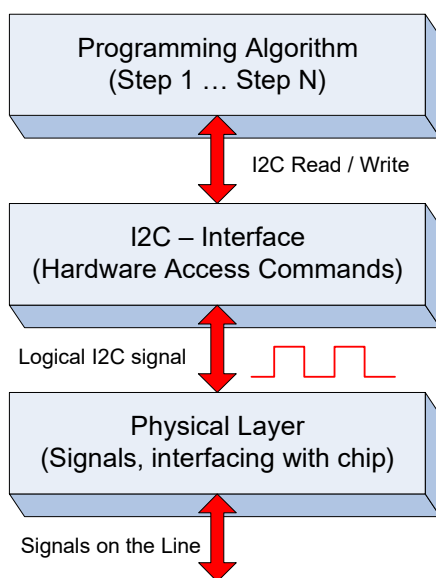 Programming Algorithm
(Step 1 … Step N)
I2C Read / Write
I2C – Interface
(Hardware Access Commands)
Logical I2C signal
Physical Layer
(Signals, interfacing with chip)
Signals on the Line